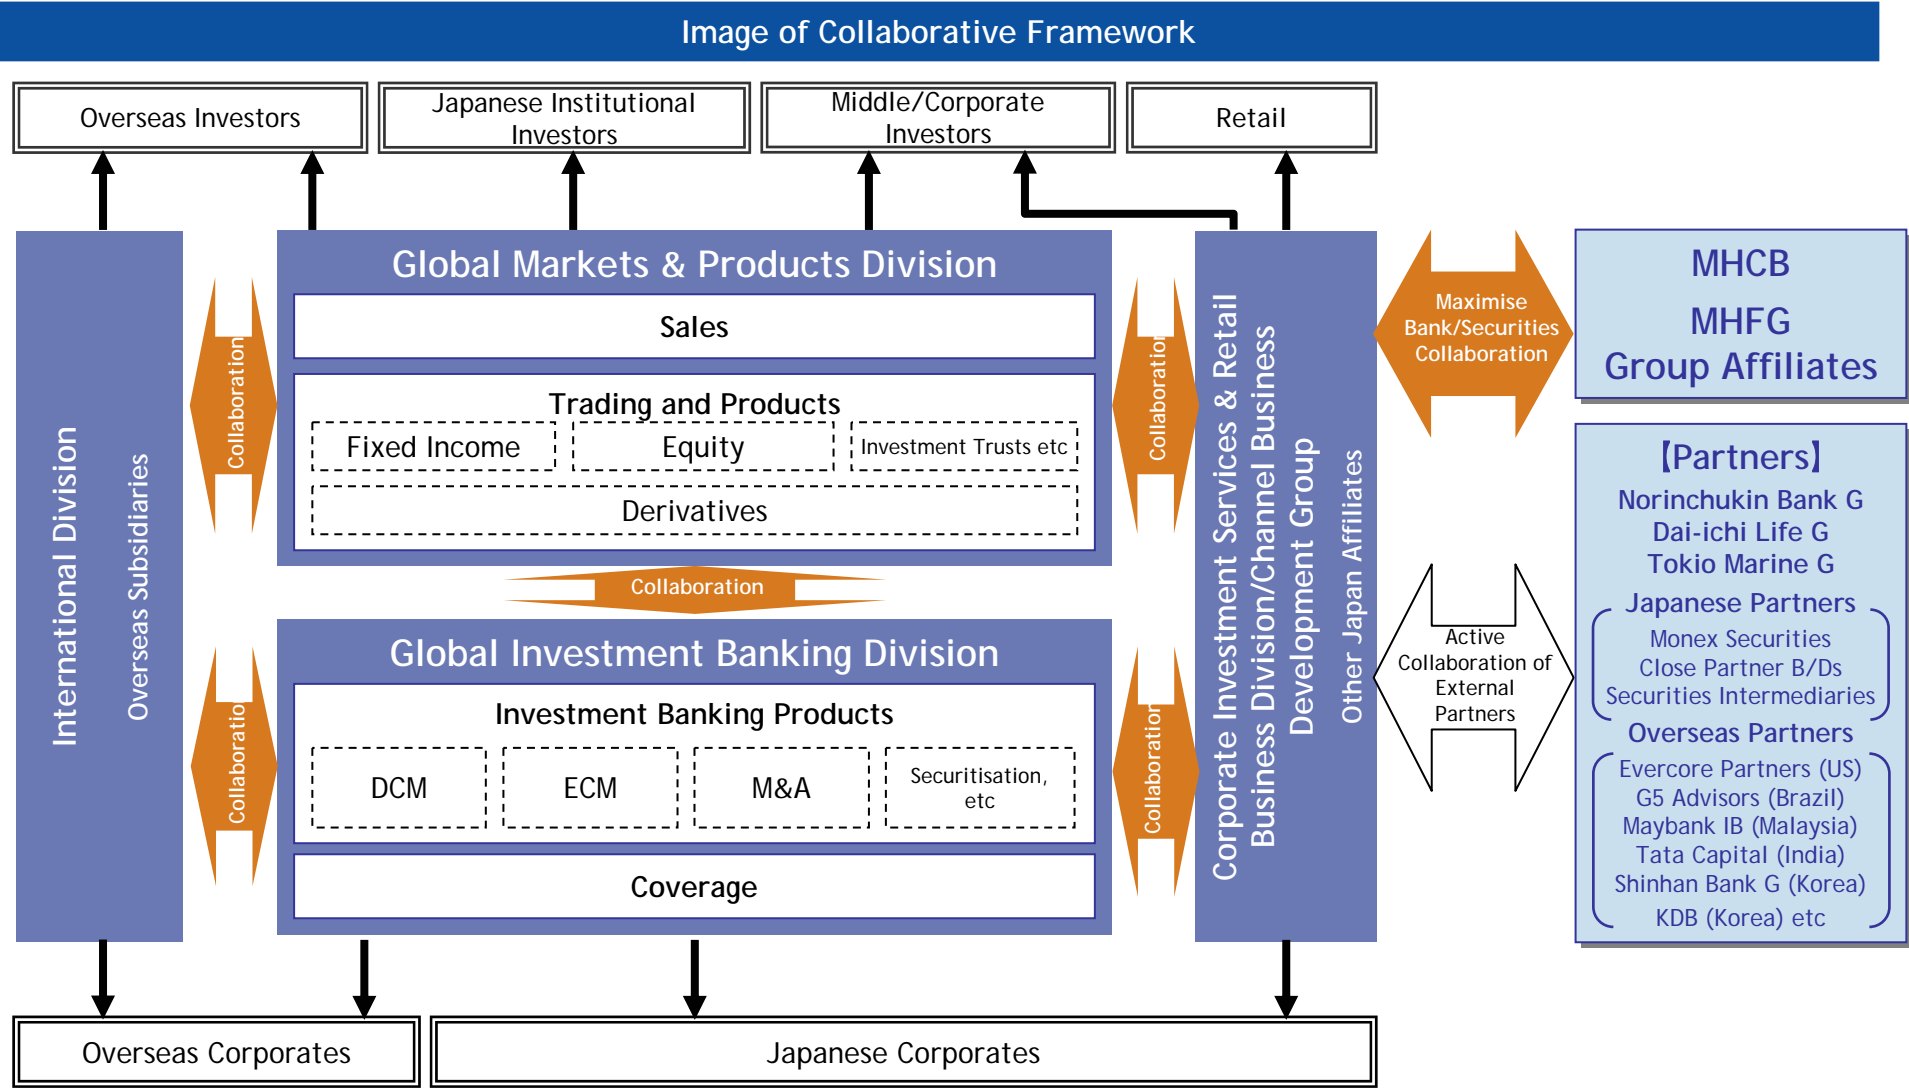 Image of Collaborative Framework
Overseas Investors
Japanese Institutional
Investors
Middle/Corporate
Investors
Retail
International Division
Overseas Subsidiaries
Collaboration
Global Markets & Products Division
Sales
Trading and Products
Fixed Income
Equity
Investment Trusts etc
Derivatives
Collaboration
Collaboration
Collaboration
Global Investment Banking Division
Investment Banking Products
DCM
ECM
M&A
Securitisation,
etc
Coverage
Collaboration
Corporate Investment Services & Retail
Business Division/Channel Business
Development Group
Other Japan Affiliates
Maximise
Bank/Securities
Collaboration
MHCB
MHFG
Group Affiliates
Active
Collaboration of
External
Partners
【Partners】
Norinchukin Bank G
Dai-ichi Life G
Tokio Marine G
Japanese Partners
Monex Securities
Close Partner B/Ds
Securities Intermediaries
Overseas Partners
Evercore Partners (US)
G5 Advisors (Brazil)
Maybank IB (Malaysia)
Tata Capital (India)
Shinhan Bank G (Korea)
KDB (Korea) etc
Overseas Corporates
Japanese Corporates